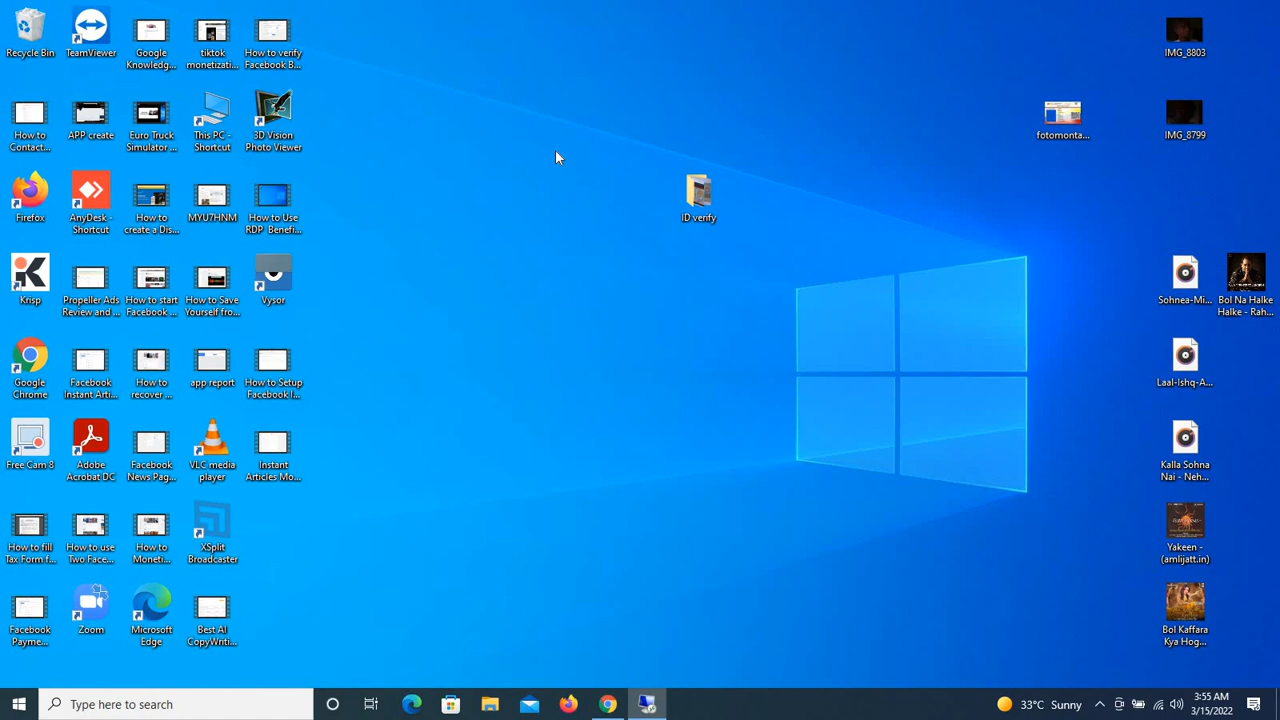 Recycle Bin
TeamViewer
Google
Knowledg...
tiktok
monetizati...
How to verify
Facebook B...
IMG_8803
How to
Contact...
APP create
Euro Truck
Simulator ...
This PC -
Shortcut
3D Vision
Photo Viewer
fotomonta...
IMG_8799
Firefox
AnyDesk -
Shortcut
How to
create a Dis...
MYU7HNM
How to Use
RDP Benefi...
ID verify
Krisp
Propeller Ads
Review and ...
How to start
Facebook ...
How to Save
Yourself fro...
Vysor
Sohnea-Mi...
Bol Na Halke
Halke - Rah...
Google
Chrome
Facebook
Instant Arti...
How to
recover ...
app report
How to Setup
Facebook I...
Laal-Ishq-A...
Free Cam 8
Adobe
Acrobat DC
Facebook
News Pag...
VLC media
player
Instant
Articles Mo...
Kalla Sohna
Nai - Neh...
How to fill
Tax Form f...
How to use
Two Face...
How to
Moneti...
XSplit
Broadcaster
Yakeen -
(amlijatt.in)
Facebook
Payme...
Zoom
Microsoft
Edge
Best AI
CopyWriti...
Bol Kaffara
Kya Hog...
Type here to search
33°C Sunny
3:55 AM
3/15/2022